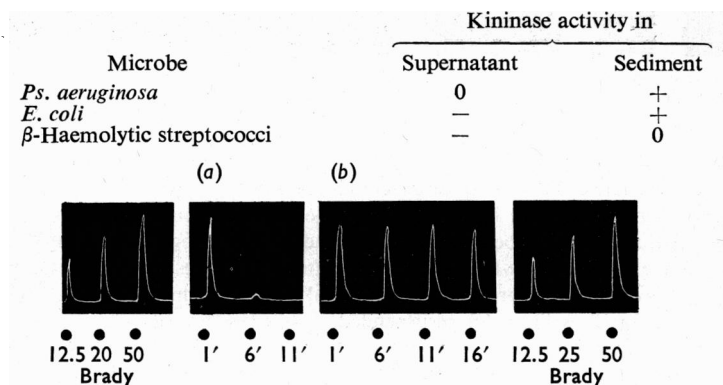 Kininase activity in
Microbe Supernatant Sediment
Ps. aeruginosa 0 +
E. coli − +
β-Haemolytic streptococci − 0
(a) (b)
12.5 20 50 1′ 6′ 11′ 1′ 6′ 11′ 16′ 12.5 25 50
Brady Brady